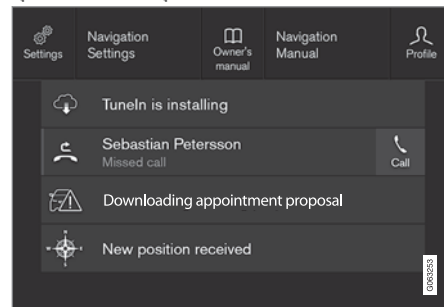 Settings
Navigation
Settings
Owner's
manual
Navigation
Manual
Profile
TuneIn is installing
Sebastian Petersson
Missed call
Call
Downloading appointment proposal
New position received
G063253